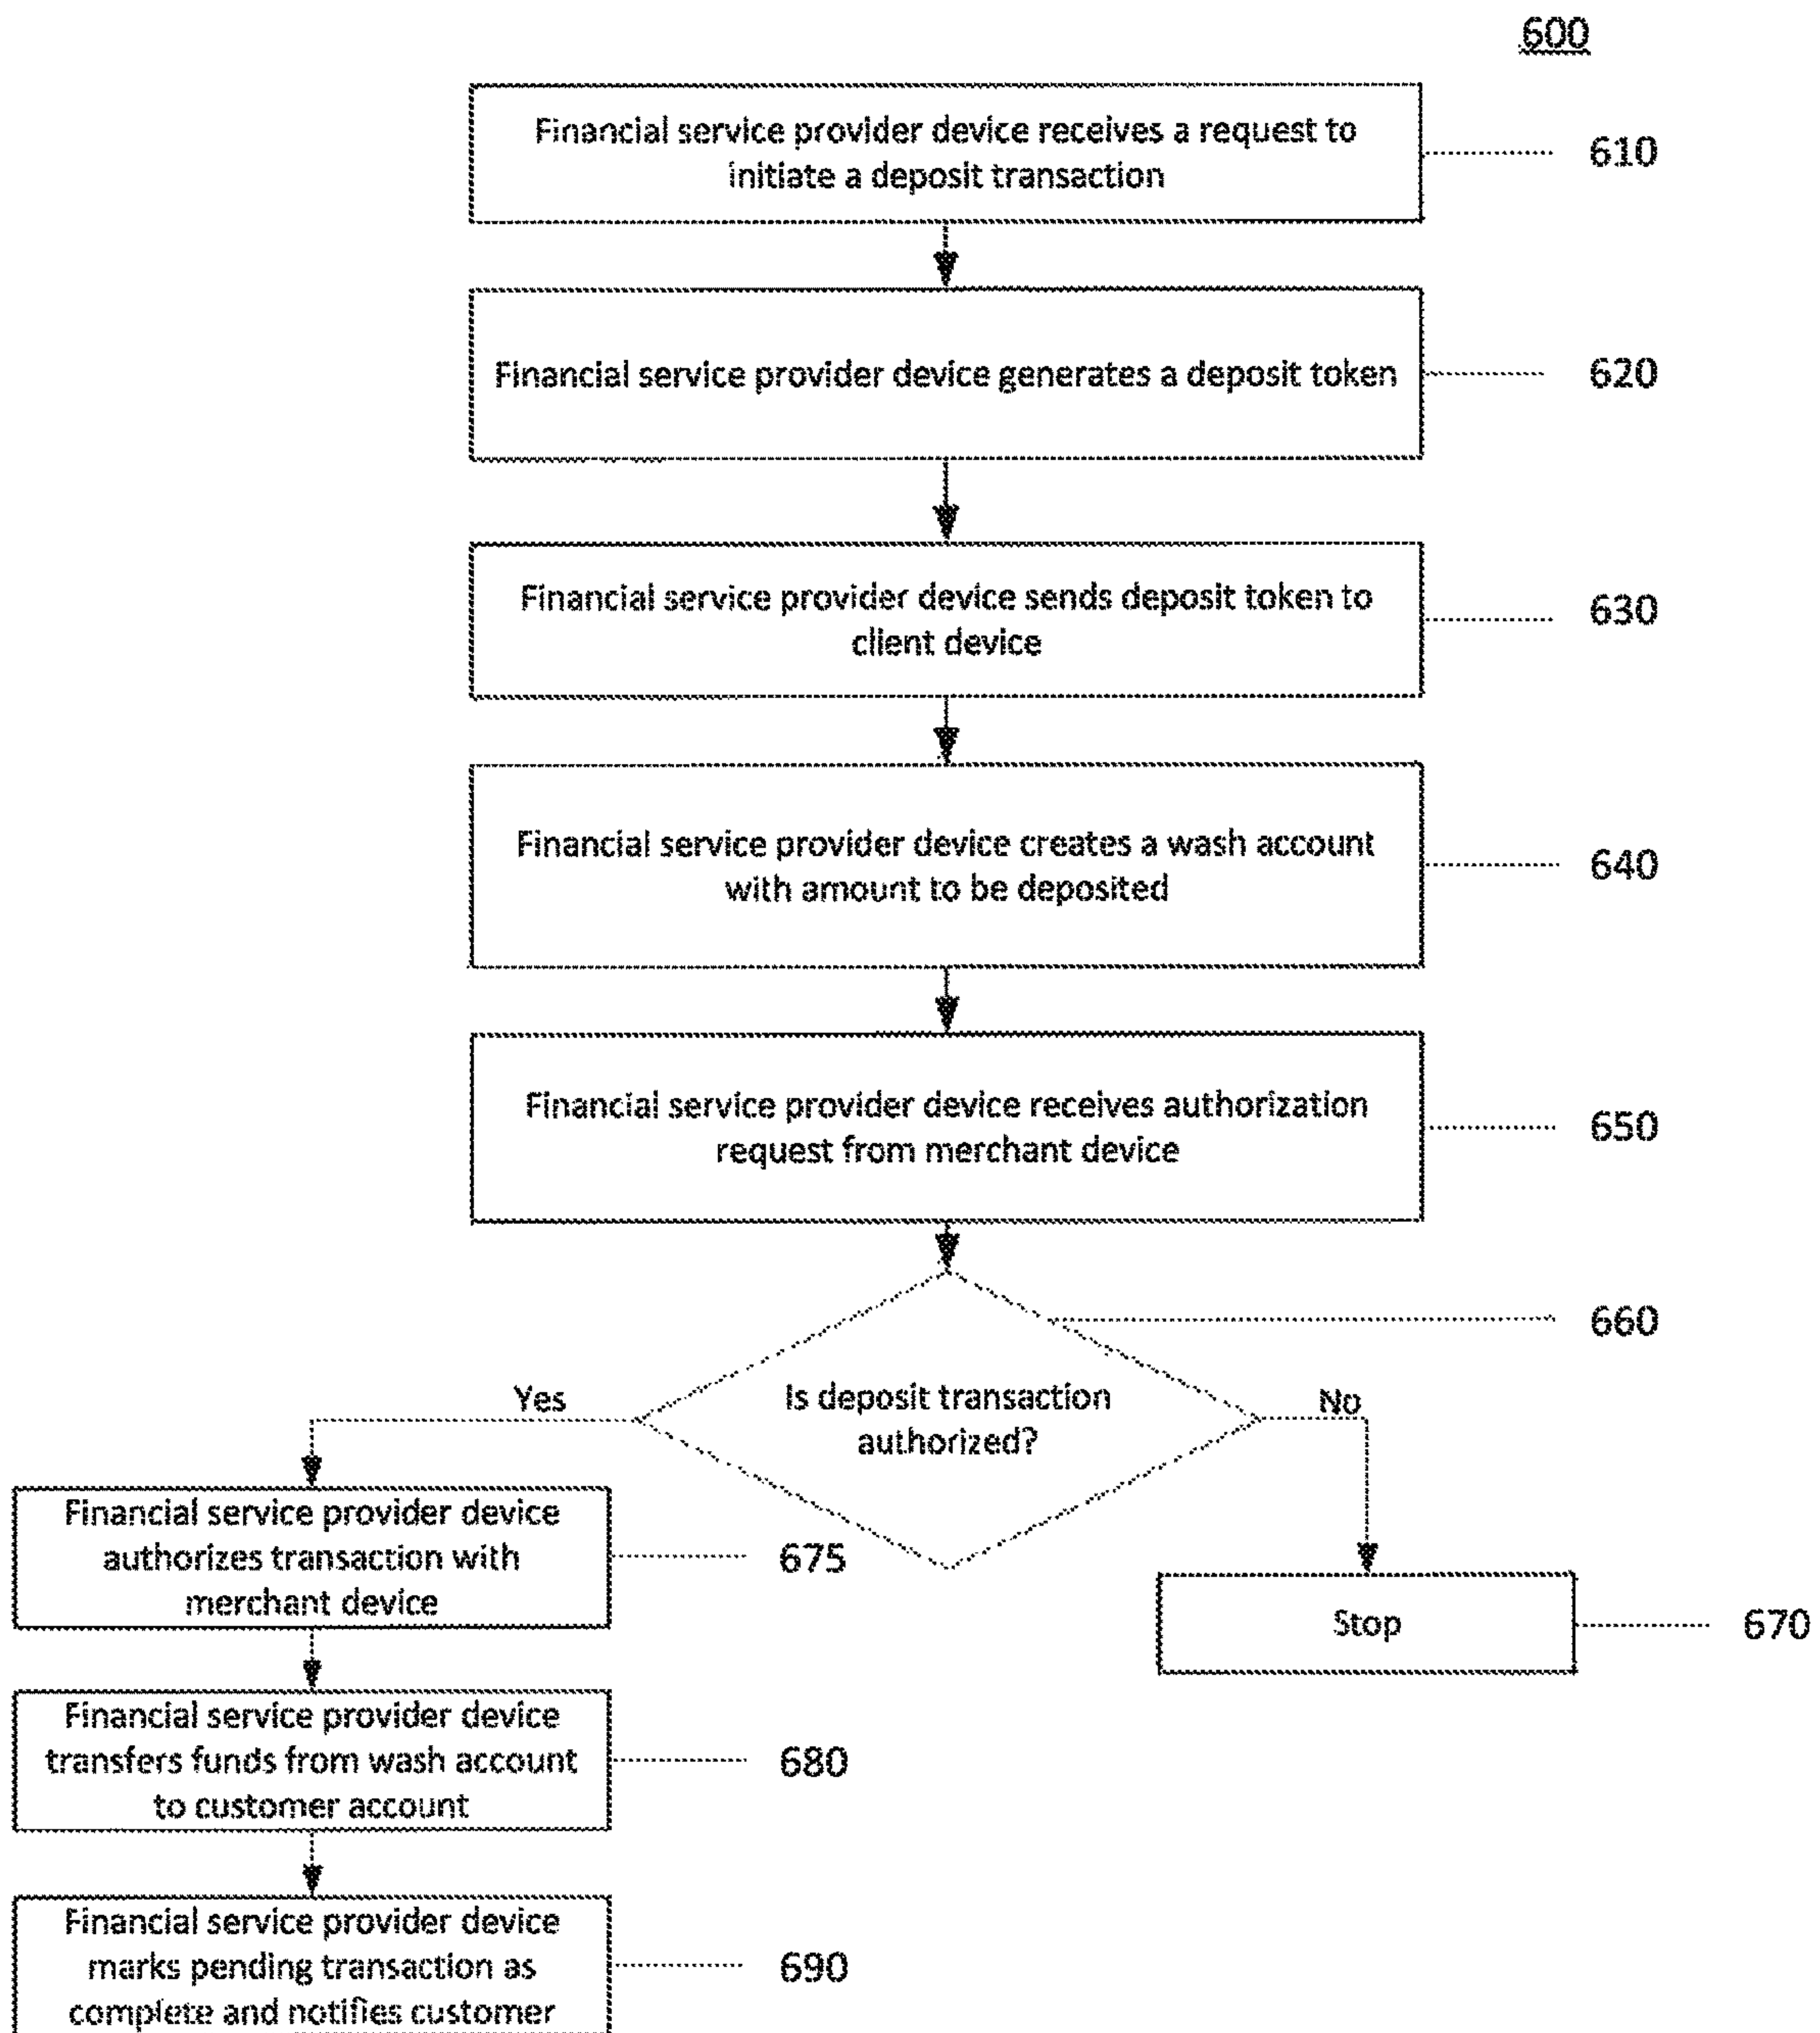 600
Financial service provider device receives a request to
initiate a deposit transaction
610
Financial service provider device generates a deposit token
620
Financial service provider device sends deposit token to
client device
630
Financial service provider device creates a wash account
with amount to be deposited
640
Financial service provider device receives authorization
request from merchant device
650
660
Is deposit transaction
authorized?
Yes
No
Financial service provider device
authorizes transaction with
merchant device
675
Stop
670
Financial service provider device
transfers funds from wash account
to customer account
680
Financial service provider device
marks pending transaction as
complete and notifies customer
690